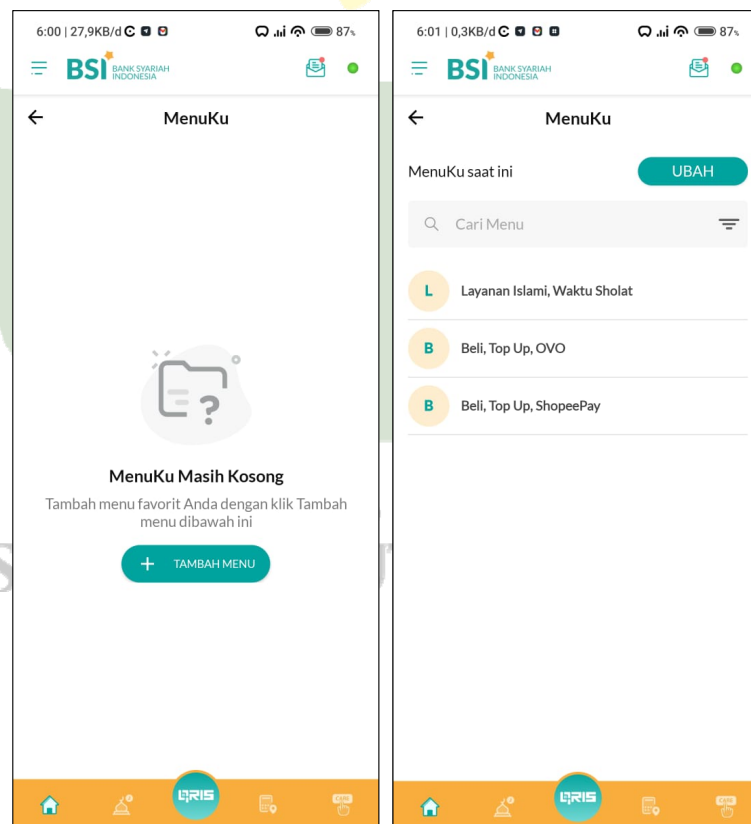 6:00 | 27,9KB/d
87%
BSI BANK SYARIAH
INDONESIA
MenuKu
MenuKu Masih Kosong
Tambah menu favorit Anda dengan klik Tambah
menu dibawah ini
+ TAMBAH MENU
QRIS
6:01 | 0,3KB/d
87%
BSI BANK SYARIAH
INDONESIA
MenuKu
MenuKu saat ini
UBAH
Cari Menu
L Layanan Islami, Waktu Sholat
B Beli, Top Up, OVO
B Beli, Top Up, ShopeePay
QRIS